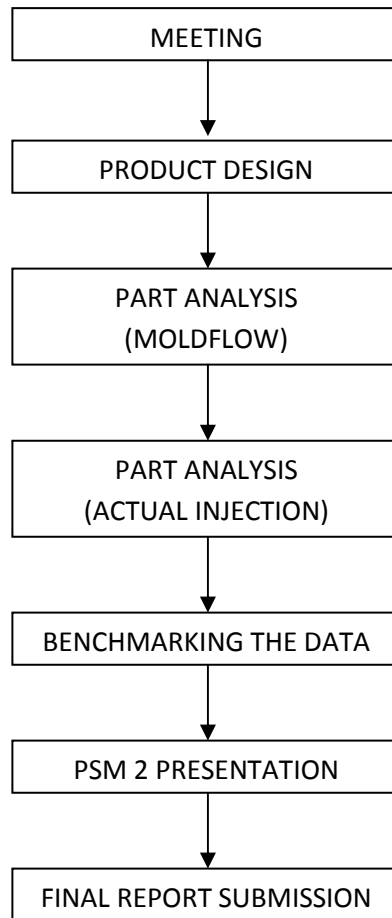 MEETING
PRODUCT DESIGN
PART ANALYSIS
(MOLDFLOW)
PART ANALYSIS
(ACTUAL INJECTION)
BENCHMARKING THE DATA
PSM 2 PRESENTATION
FINAL REPORT SUBMISSION